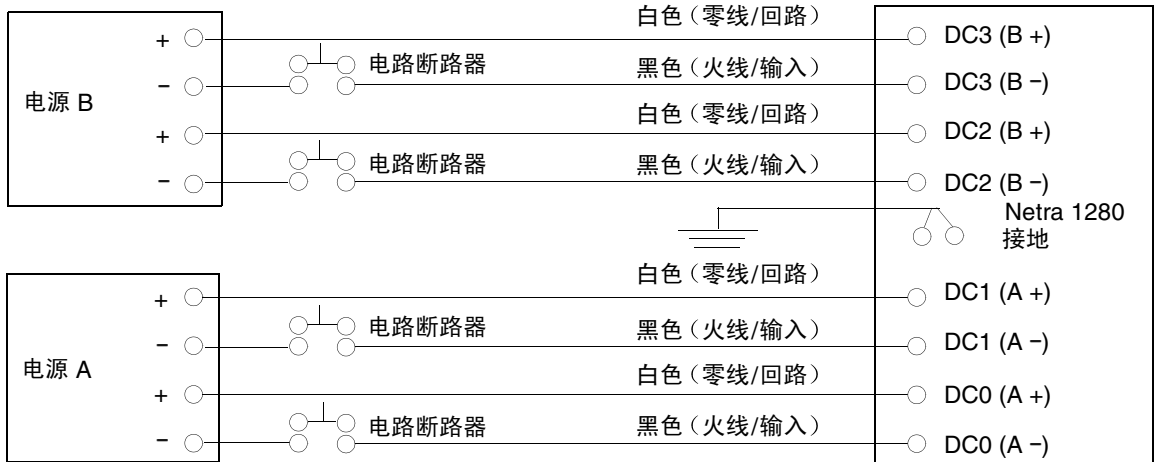 白色（零线/回路）
+ DC3 (B +)
电路断路器 黑色（火线/输入）
− DC3 (B −)
电源 B
白色（零线/回路）
+ DC2 (B +)
电路断路器 黑色（火线/输入）
− DC2 (B −)
Netra 1280
接地
白色（零线/回路）
+ DC1 (A +)
电路断路器 黑色（火线/输入）
− DC1 (A −)
电源 A
白色（零线/回路）
+ DC0 (A +)
电路断路器 黑色（火线/输入）
− DC0 (A −)